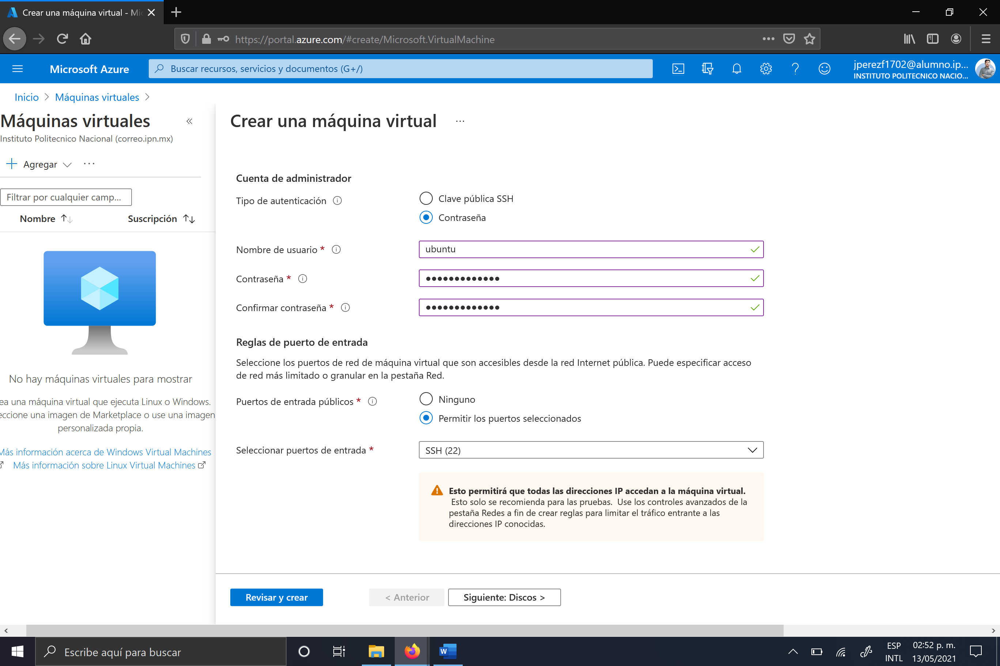 Crear una máquina virtual - Mic
https://portal.azure.com/#create/Microsoft.VirtualMachine
Microsoft Azure
Buscar recursos, servicios y documentos (G+/)
jperezf1702@alumno.ip...
INSTITUTO POLITECNICO NACIO...
Inicio > Máquinas virtuales >
Máquinas virtuales
Instituto Politecnico Nacional (correo.ipn.mx)
+ Agregar ...
Filtrar por cualquier camp...
Nombre Suscripción
No hay máquinas virtuales para mostrar
ea una máquina virtual que ejecuta Linux o Windows.
eccione una imagen de Marketplace o use una imagen
personalizada propia.
Más información acerca de Windows Virtual Machines
Más información sobre Linux Virtual Machines
Crear una máquina virtual ...
Cuenta de administrador
Tipo de autenticación
Clave pública SSH
Contraseña
Nombre de usuario *
ubuntu
Contraseña *
•••••••••••••
Confirmar contraseña *
•••••••••••••
Reglas de puerto de entrada
Seleccione los puertos de red de máquina virtual que son accesibles desde la red Internet pública. Puede especificar acceso
de red más limitado o granular en la pestaña Red.
Puertos de entrada públicos *
Ninguno
Permitir los puertos seleccionados
Seleccionar puertos de entrada *
SSH (22)
Esto permitirá que todas las direcciones IP accedan a la máquina virtual.
Esto solo se recomienda para las pruebas. Use los controles avanzados de la
pestaña Redes a fin de crear reglas para limitar el tráfico entrante a las
direcciones IP conocidas.
Revisar y crear
< Anterior
Siguiente: Discos >
Escribe aquí para buscar
W
ESP
INTL
02:52 p. m.
13/05/2021